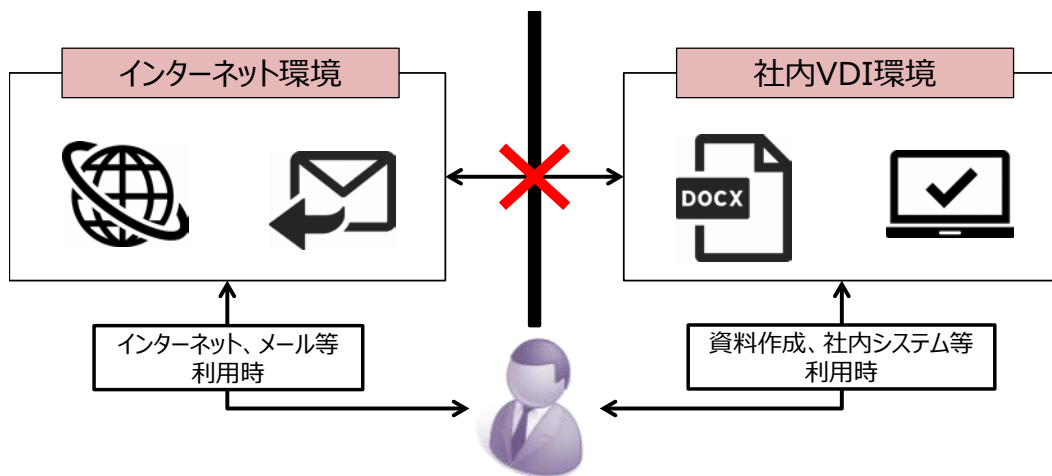 インターネット環境
社内VDI環境
DOCX
インターネット、メール等
利用時
資料作成、社内システム等
利用時